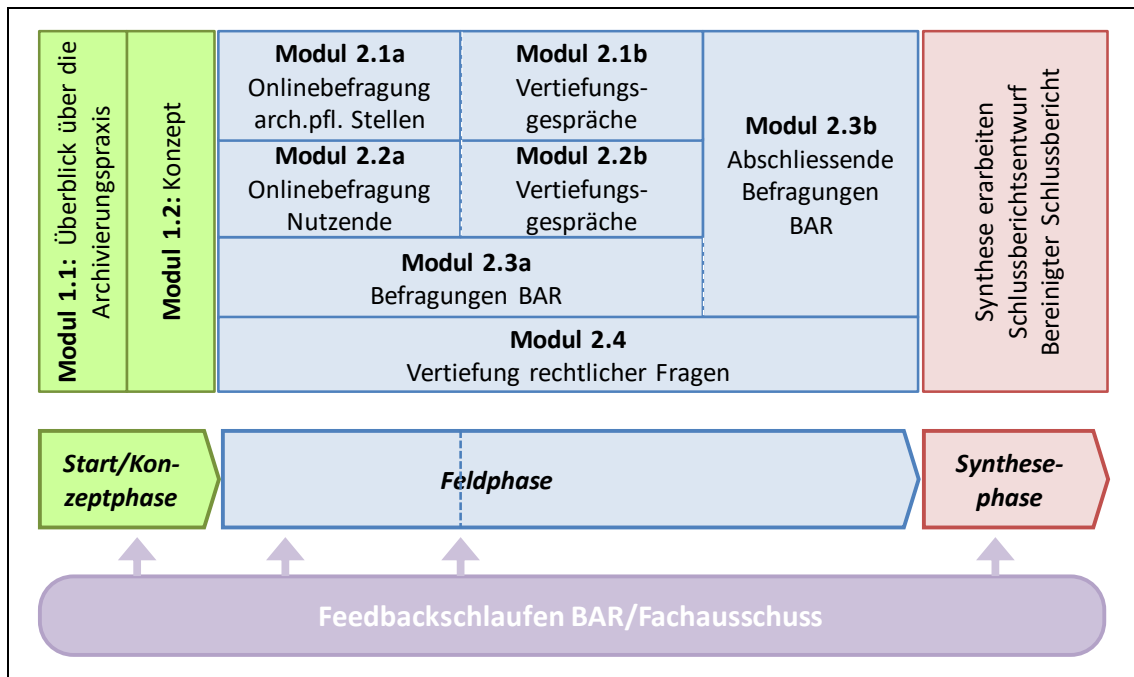 Modul 1.1: Überblick über die
Archivierungspraxis
Modul 1.2: Konzept
Modul 2.1a
Onlinebefragung
arch.pfl. Stellen
Modul 2.1b
Vertiefungs-
gespräche
Modul 2.2a
Onlinebefragung
Nutzende
Modul 2.2b
Vertiefungs-
gespräche
Modul 2.3a
Befragungen BAR
Modul 2.3b
Abschliessende
Befragungen
BAR
Modul 2.4
Vertiefung rechtlicher Fragen
Synthese erarbeiten
Schlussberichtsentwurf
Bereinigter Schlussbericht
Start/Kon-
zeptphase
Feldphase
Synthese-
phase
Feedbackschlaufen BAR/Fachausschuss